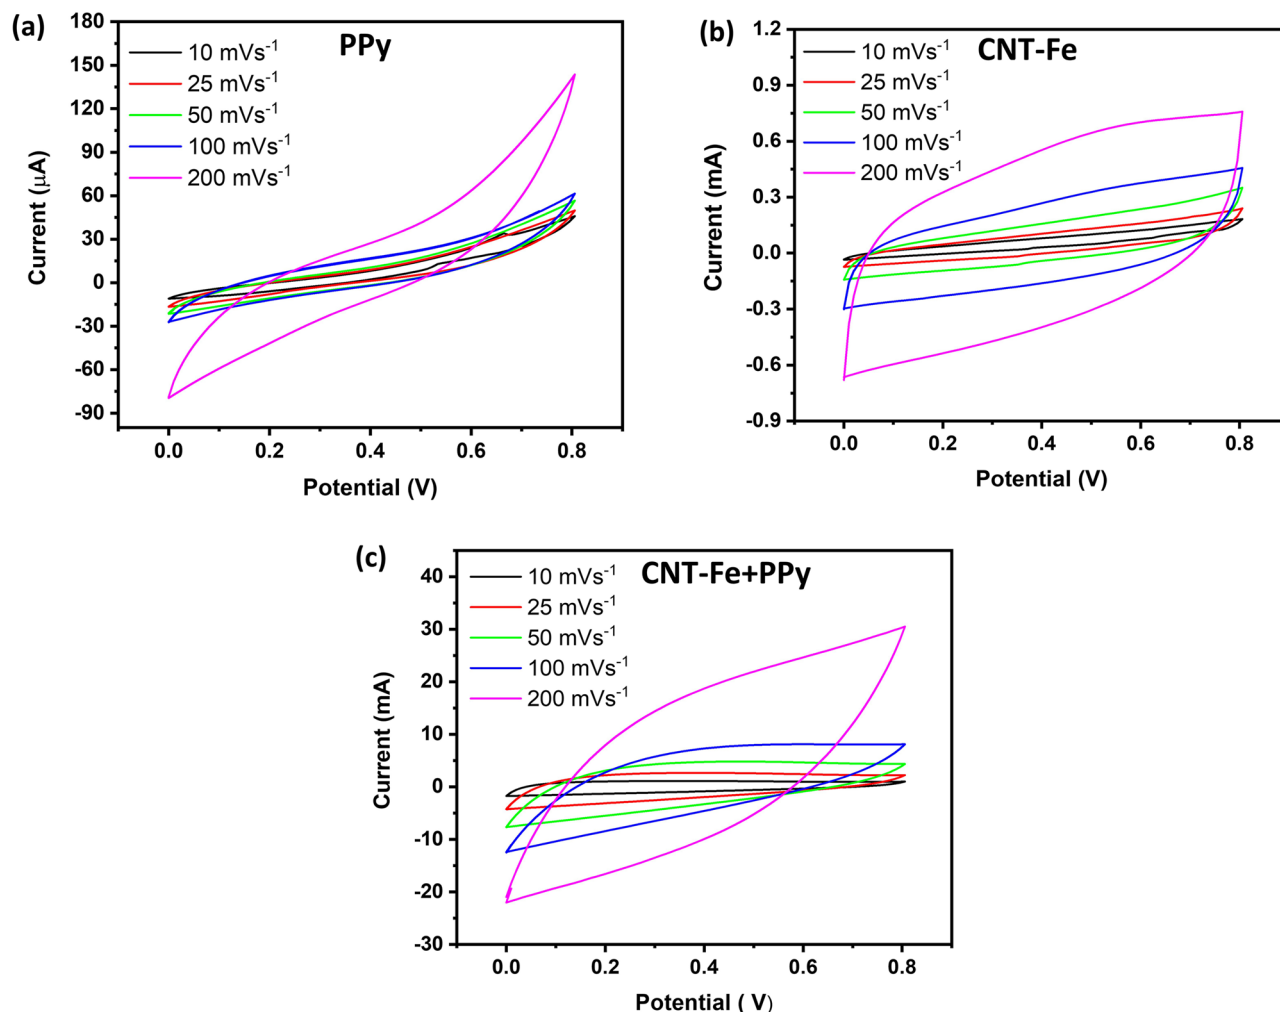 (a)
PPy
10 mVs⁻¹
25 mVs⁻¹
50 mVs⁻¹
100 mVs⁻¹
200 mVs⁻¹
180
150
120
90
60
30
0
-30
-60
-90
Current (μA)
0.0 0.2 0.4 0.6 0.8
Potential (V)
(b)
CNT-Fe
10 mVs⁻¹
25 mVs⁻¹
50 mVs⁻¹
100 mVs⁻¹
200 mVs⁻¹
1.2
0.9
0.6
0.3
0.0
-0.3
-0.6
-0.9
Current (mA)
0.0 0.2 0.4 0.6 0.8
Potential (V)
(c)
CNT-Fe+PPy
10 mVs⁻¹
25 mVs⁻¹
50 mVs⁻¹
100 mVs⁻¹
200 mVs⁻¹
40
30
20
10
0
-10
-20
-30
Current (mA)
0.0 0.2 0.4 0.6 0.8
Potential ( V)